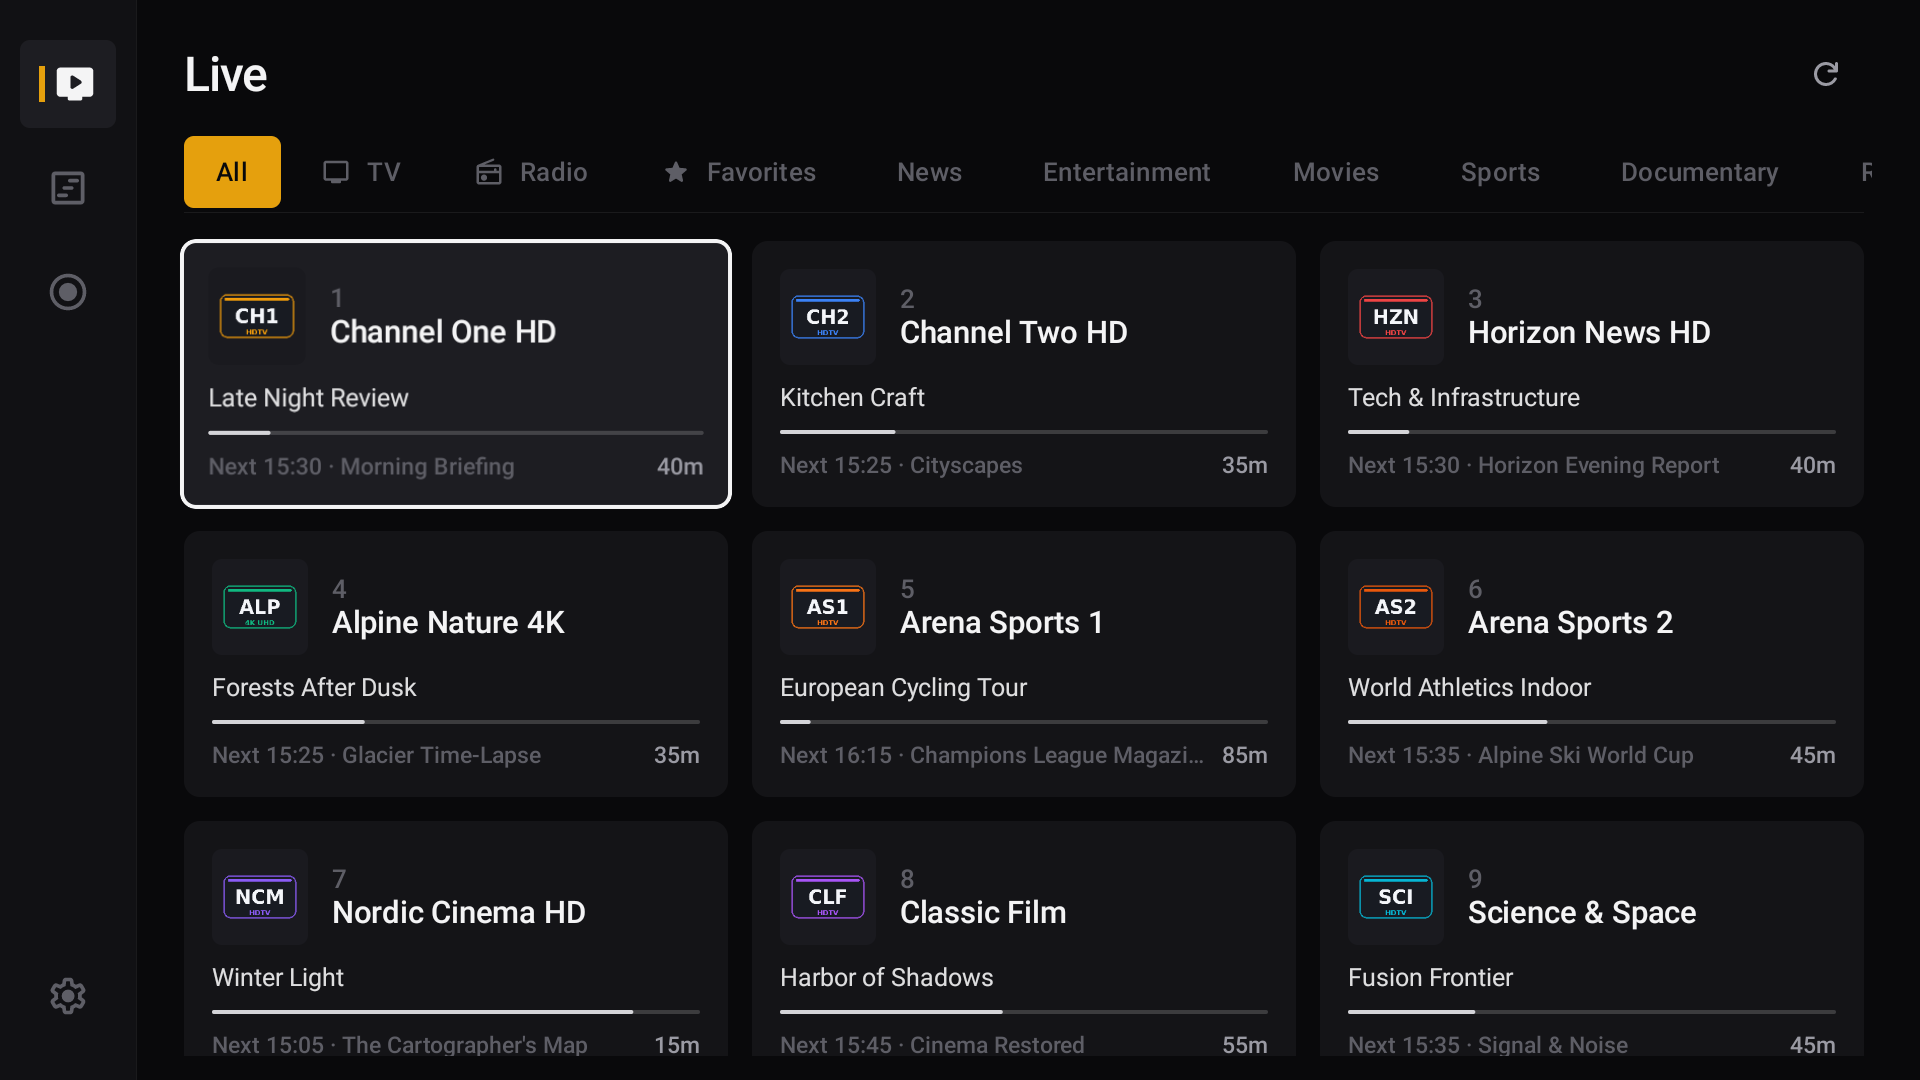 Live
All TV Radio Favorites News Entertainment Movies Sports Documentary
CH1 HDTV
1
Channel One HD
Late Night Review
Next 15:30 · Morning Briefing 40m
CH2 HDTV
2
Channel Two HD
Kitchen Craft
Next 15:25 · Cityscapes 35m
HZN HDTV
3
Horizon News HD
Tech & Infrastructure
Next 15:30 · Horizon Evening Report 40m
ALP 4K UHD
4
Alpine Nature 4K
Forests After Dusk
Next 15:25 · Glacier Time-Lapse 35m
AS1 HDTV
5
Arena Sports 1
European Cycling Tour
Next 16:15 · Champions League Magazi... 85m
AS2 HDTV
6
Arena Sports 2
World Athletics Indoor
Next 15:35 · Alpine Ski World Cup 45m
NCM HDTV
7
Nordic Cinema HD
Winter Light
Next 15:05 · The Cartographer's Map 15m
CLF HDTV
8
Classic Film
Harbor of Shadows
Next 15:45 · Cinema Restored 55m
SCI HDTV
9
Science & Space
Fusion Frontier
Next 15:35 · Signal & Noise 45m